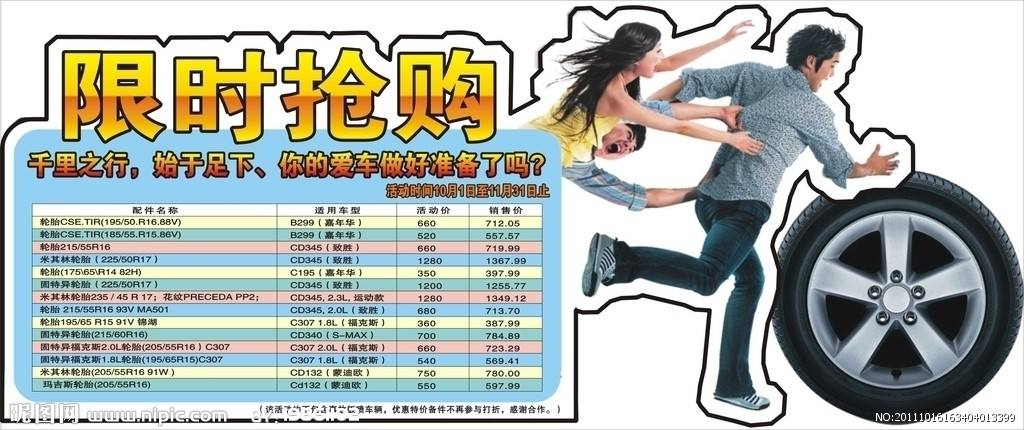 限时抢购
千里之行，始于足下、你的爱车做好准备了吗？
活动时间10月1日至11月31日止
配件名称 适用车型 活动价 销售价
轮胎CSE.TIR(195/50.R16.88V) B299（嘉年华） 660 712.05
轮胎CSE.TIR(185/55.R15.86V) B299（嘉年华） 520 557.57
轮胎215/55R16 CD345（致胜） 660 719.99
米其林轮胎（225/50R17） CD345（致胜） 1280 1367.99
轮胎(175\65\R14 82H) C195（嘉年华） 350 397.99
固特异轮胎（225/50R17） CD345（致胜） 1200 1255.77
米其林轮胎235 / 45 R 17；花纹PRECEDA PP2； CD345, 2.3L, 运动款 1280 1349.12
轮胎 215/55R16 93V MA501 CD345, 2.0L（致胜） 680 713.70
轮胎195/65 R15 91V 锦湖 C307 1.8L（福克斯） 360 387.99
固特异轮胎(215/60R16) CD340（S-MAX） 700 784.89
固特异福克斯2.0L轮胎(205/55R16）C307 C307 2.0L（福克斯） 660 723.29
固特异福克斯1.8L轮胎(195/65R15)C307 C307 1.8L（福克斯） 540 569.41
米其林轮胎(205/55R16 91W ) CD132（蒙迪欧） 750 780.00
玛吉斯轮胎(205/55R16) Cd132（蒙迪欧） 550 597.99
车辆，优惠特价备件不再参与打折，感谢合作。）
昵图网 www.nipic.com
NO:20111016163404013399